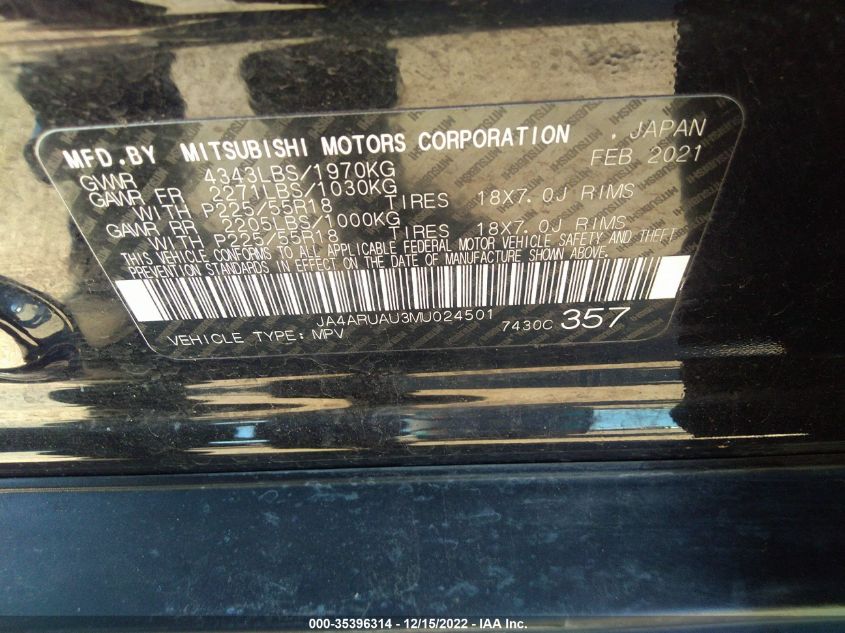 MFD.BY MITSUBISHI MOTORS CORPORATION , JAPAN
GVWR 4343LBS/1970KG FEB 2021
GAWR FR 2271LBS/1030KG
WITH P225/55R18 TIRES 18X7.0J RIMS
GAWR RR 2205LBS/1000KG
WITH P225/55R18 TIRES 18X7.0J RIMS
THIS VEHICLE CONFORMS TO ALL APPLICABLE FEDERAL MOTOR VEHICLE SAFETY AND THEFT
PREVENTION STANDARDS IN EFFECT ON THE DATE OF MANUFACTURE SHOWN ABOVE.
JA4ARUAU3MU024501
VEHICLE TYPE: MPV 7430C 357
000-35396314 - 12/15/2022 - IAA Inc.